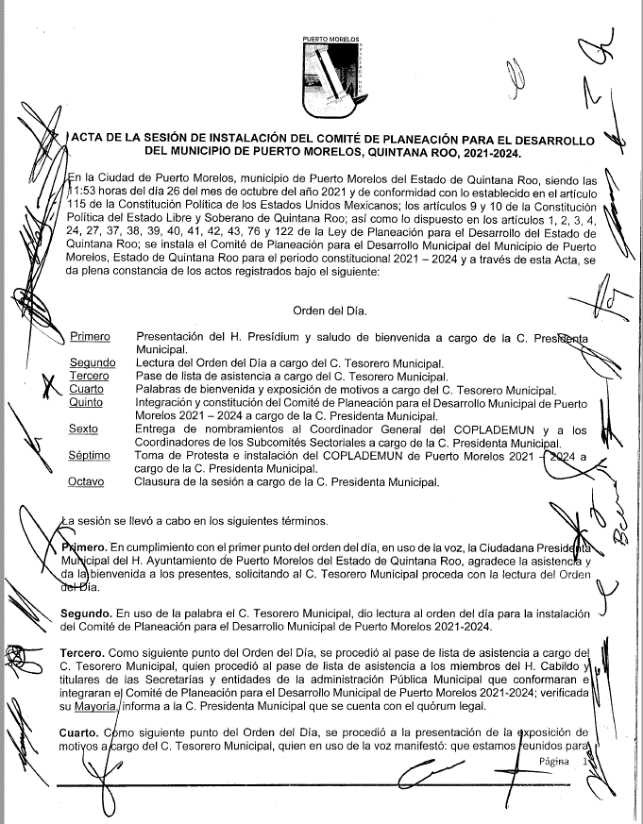 PUERTO MORELOS
ACTA DE LA SESIÓN DE INSTALACIÓN DEL COMITÉ DE PLANEACIÓN PARA EL DESARROLLO
DEL MUNICIPIO DE PUERTO MORELOS, QUINTANA ROO, 2021-2024.
En la Ciudad de Puerto Morelos, municipio de Puerto Morelos del Estado de Quintana Roo, siendo las
11:53 horas del día 26 del mes de octubre del año 2021 y de conformidad con lo establecido en el artículo
115 de la Constitución Política de los Estados Unidos Mexicanos; los artículos 9 y 10 de la Constitución
Política del Estado Libre y Soberano de Quintana Roo; así como lo dispuesto en los artículos 1, 2, 3, 4,
24, 27, 37, 38, 39, 40, 41, 42, 43, 76 y 122 de la Ley de Planeación para el Desarrollo del Estado de
Quintana Roo; se instala el Comité de Planeación para el Desarrollo Municipal del Municipio de Puerto
Morelos, Estado de Quintana Roo para el periodo constitucional 2021 – 2024 y a través de esta Acta, se
da plena constancia de los actos registrados bajo el siguiente:
Orden del Día.
Primero Presentación del H. Presídium y saludo de bienvenida a cargo de la C. Presidenta
Municipal.
Segundo Lectura del Orden del Día a cargo del C. Tesorero Municipal.
Tercero Pase de lista de asistencia a cargo del C. Tesorero Municipal.
Cuarto Palabras de bienvenida y exposición de motivos a cargo del C. Tesorero Municipal.
Quinto Integración y constitución del Comité de Planeación para el Desarrollo Municipal de Puerto
Morelos 2021 – 2024 a cargo de la C. Presidenta Municipal.
Sexto Entrega de nombramientos al Coordinador General del COPLADEMUN y a los
Coordinadores de los Subcomités Sectoriales a cargo de la C. Presidenta Municipal.
Séptimo Toma de Protesta e instalación del COPLADEMUN de Puerto Morelos 2021 – 2024 a
cargo de la C. Presidenta Municipal.
Octavo Clausura de la sesión a cargo de la C. Presidenta Municipal.
La sesión se llevó a cabo en los siguientes términos.
Primero. En cumplimiento con el primer punto del orden del día, en uso de la voz, la Ciudadana Presidenta
Municipal del H. Ayuntamiento de Puerto Morelos del Estado de Quintana Roo, agradece la asistencia y
da la bienvenida a los presentes, solicitando al C. Tesorero Municipal proceda con la lectura del Orden
del Día.
Segundo. En uso de la palabra el C. Tesorero Municipal, dio lectura al orden del día para la instalación
del Comité de Planeación para el Desarrollo Municipal de Puerto Morelos 2021-2024.
Tercero. Como siguiente punto del Orden del Día, se procedió al pase de lista de asistencia a cargo del
C. Tesorero Municipal, quien procedió al pase de lista de asistencia a los miembros del H. Cabildo y
titulares de las Secretarías y entidades de la administración Pública Municipal que conformaran e
integraran el Comité de Planeación para el Desarrollo Municipal de Puerto Morelos 2021-2024; verificada
su Mayoría, informa a la C. Presidenta Municipal que se cuenta con el quórum legal.
Cuarto. Como siguiente punto del Orden del Día, se procedió a la presentación de la exposición de
motivos a cargo del C. Tesorero Municipal, quien en uso de la voz manifestó: que estamos reunidos para
Página 1